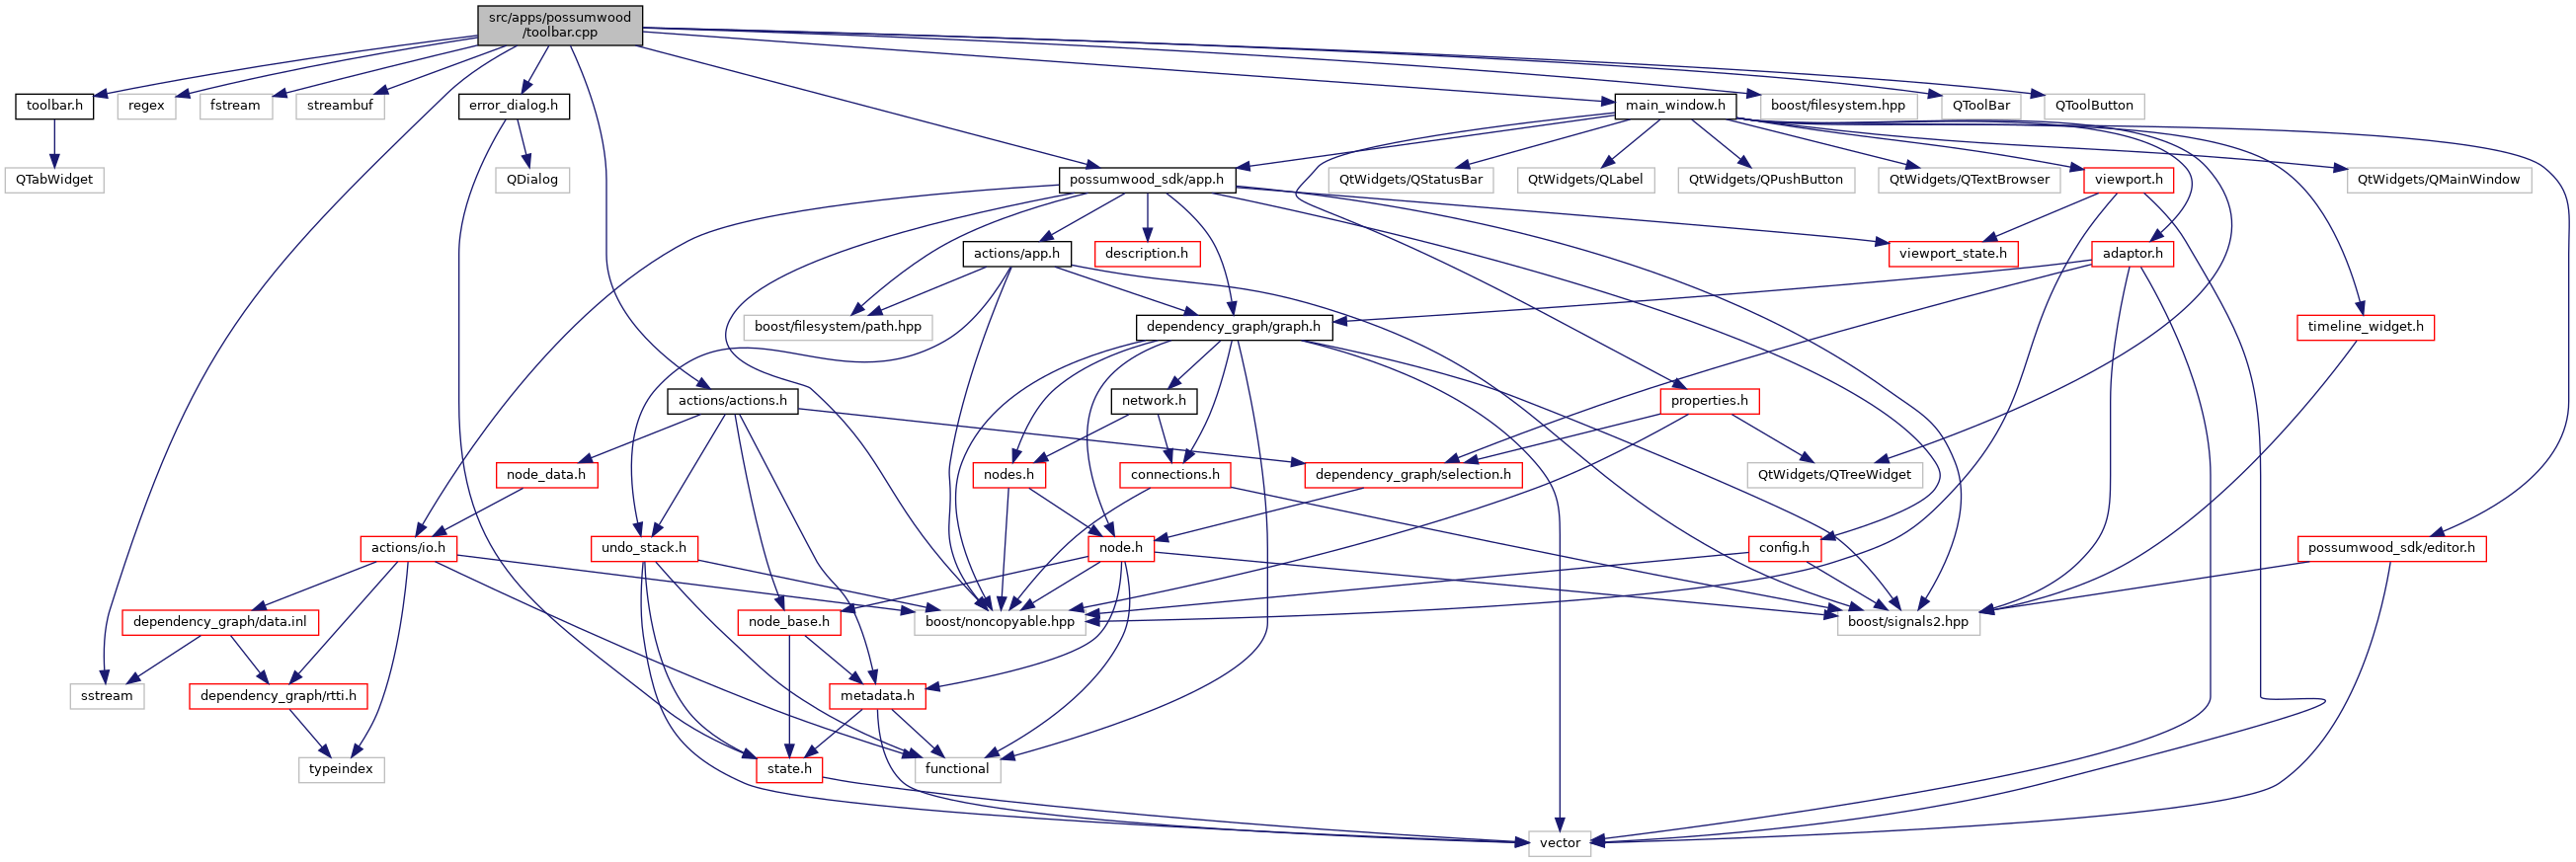 src/apps/possumwood
/toolbar.cpp
toolbar.h
regex
fstream
streambuf
error_dialog.h
main_window.h
boost/filesystem.hpp
QToolBar
QToolButton
QTabWidget
QDialog
possumwood_sdk/app.h
QtWidgets/QStatusBar
QtWidgets/QLabel
QtWidgets/QPushButton
QtWidgets/QTextBrowser
viewport.h
QtWidgets/QMainWindow
actions/app.h
description.h
viewport_state.h
adaptor.h
boost/filesystem/path.hpp
dependency_graph/graph.h
timeline_widget.h
actions/actions.h
network.h
properties.h
node_data.h
nodes.h
connections.h
dependency_graph/selection.h
QtWidgets/QTreeWidget
actions/io.h
undo_stack.h
node.h
config.h
possumwood_sdk/editor.h
dependency_graph/data.inl
node_base.h
boost/noncopyable.hpp
boost/signals2.hpp
sstream
dependency_graph/rtti.h
metadata.h
typeindex
state.h
functional
vector